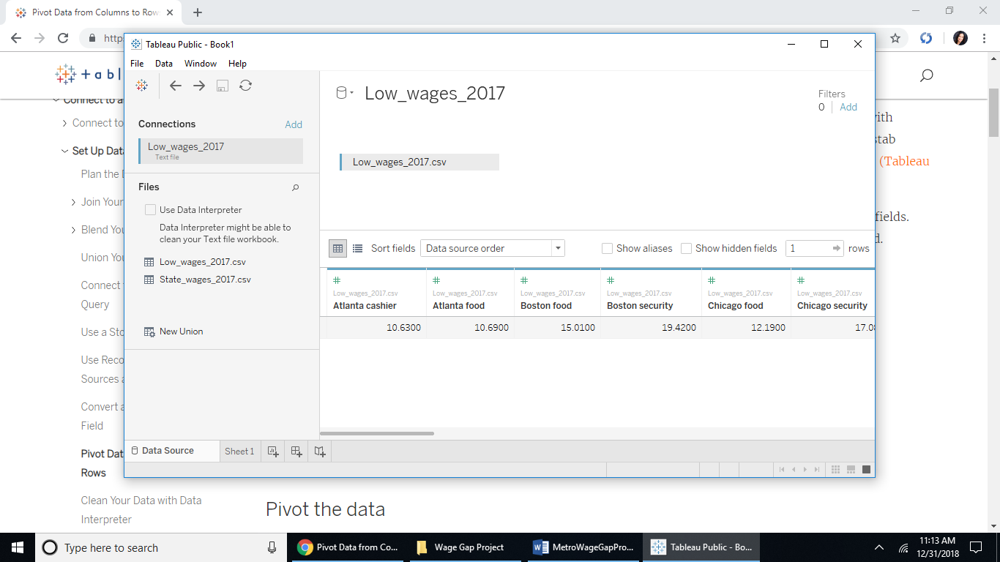 Pivot Data from Columns to Row
http
Tableau Public - Book1
File Data Window Help
+ a b l
Connect to a
Connect to
Set Up Dat
Plan the
Join Your
Blend You
Union You
Connect
Query
Use a Sto
Use Reco
Sources a
Convert a
Field
Pivot Dat
Rows
Clean Your Data with Data
Interpreter
Connections Add
Low_wages_2017
Text file
Files
Use Data Interpreter
Data Interpreter might be able to
clean your Text file workbook.
Low_wages_2017.csv
State_wages_2017.csv
New Union
Low_wages_2017
Filters
0 Add
Low_wages_2017.csv
Sort fields Data source order Show aliases Show hidden fields 1 rows
# # # # # #
Low_wages_2017.csv Low_wages_2017.csv Low_wages_2017.csv Low_wages_2017.csv Low_wages_2017.csv Low_wages_2017.csv
Atlanta cashier Atlanta food Boston food Boston security Chicago food Chicago security
10.6300 10.6900 15.0100 19.4200 12.1900 17.08
Data Source Sheet 1
ith
stab
(Tableau
fields.
d.
Pivot the data
Type here to search
Pivot Data from Co...
Wage Gap Project
MetroWageGapPro...
Tableau Public - Bo...
11:13 AM
12/31/2018